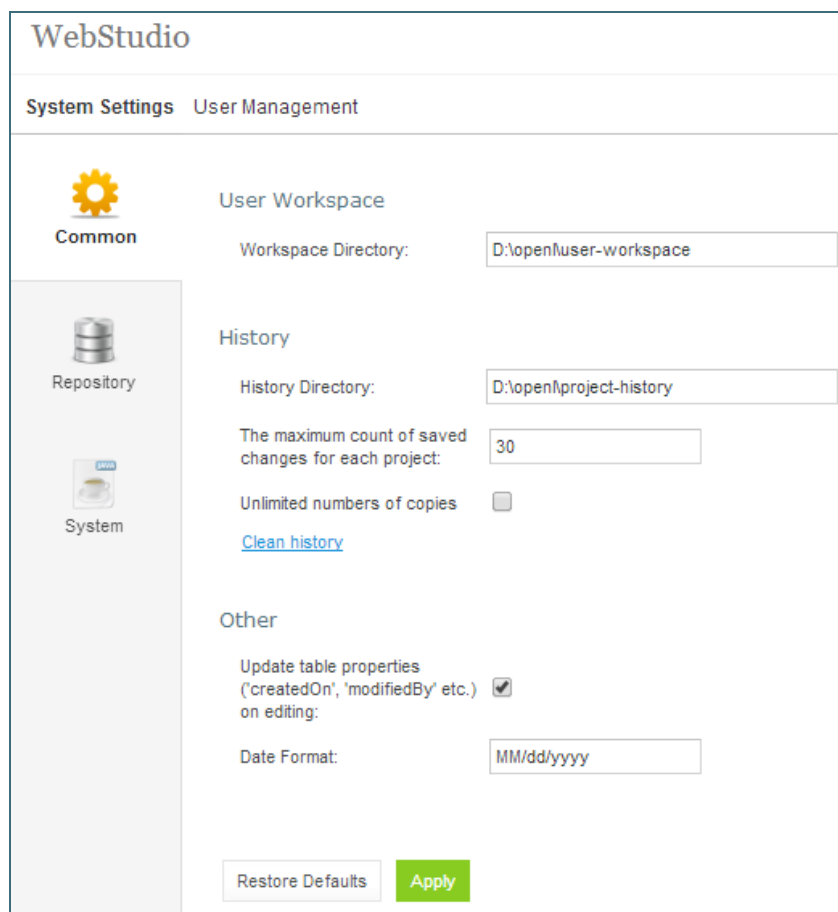 WebStudio
System Settings User Management
Common
Repository
JAVA
System
User Workspace
Workspace Directory: D:\openl\user-workspace
History
History Directory: D:\openl\project-history
The maximum count of saved
changes for each project: 30
Unlimited numbers of copies
Clean history
Other
Update table properties
('createdOn', 'modifiedBy' etc.)
on editing:
Date Format: MM/dd/yyyy
Restore Defaults Apply